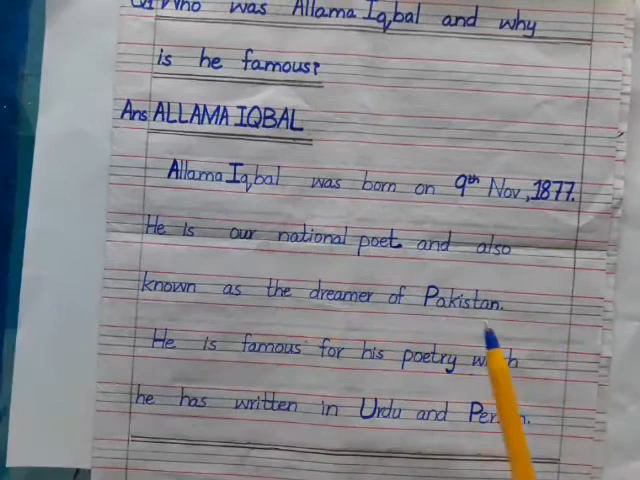 Q1 Who was Allama Iqbal and why
is he famous?
Ans ALLAMA IQBAL
Allama Iqbal was born on 9th Nov, 1877.
He is our national poet and also
known as the dreamer of Pakistan.
He is famous for his poetry
he has written in Urdu and